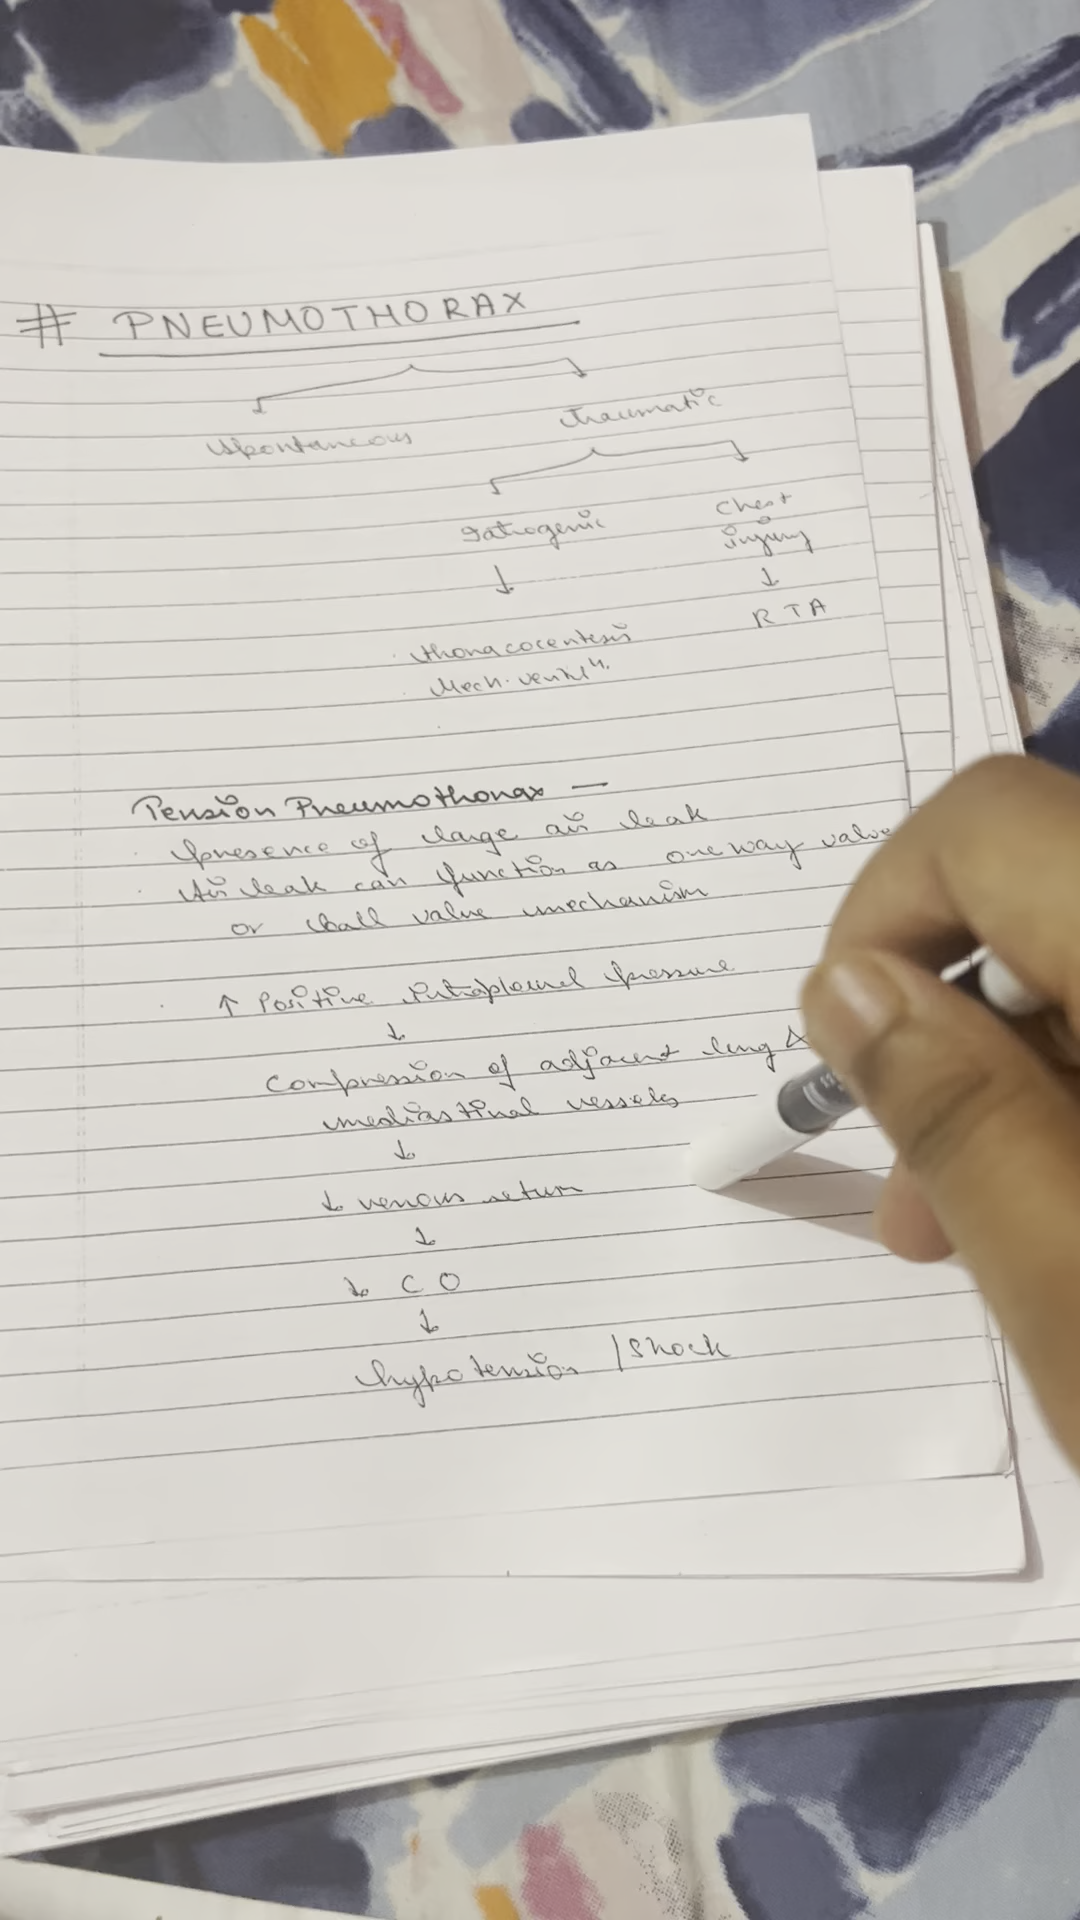 # PNEUMOTHORAX
Spontaneous
traumatic
Iatrogenic
Chest
injury
RTA
thoracocentesis
Mech. ventilⁿ.
Tension Pneumothorax —
presence of large air leak
Air leak can function as one way valve
or ball valve mechanism
↑ Positive intrapleural pressure
↓
Compression of adjacent lung &
mediastinal vessels
↓
↓ venous return
↓
↓ CO
↓
hypotension / shock